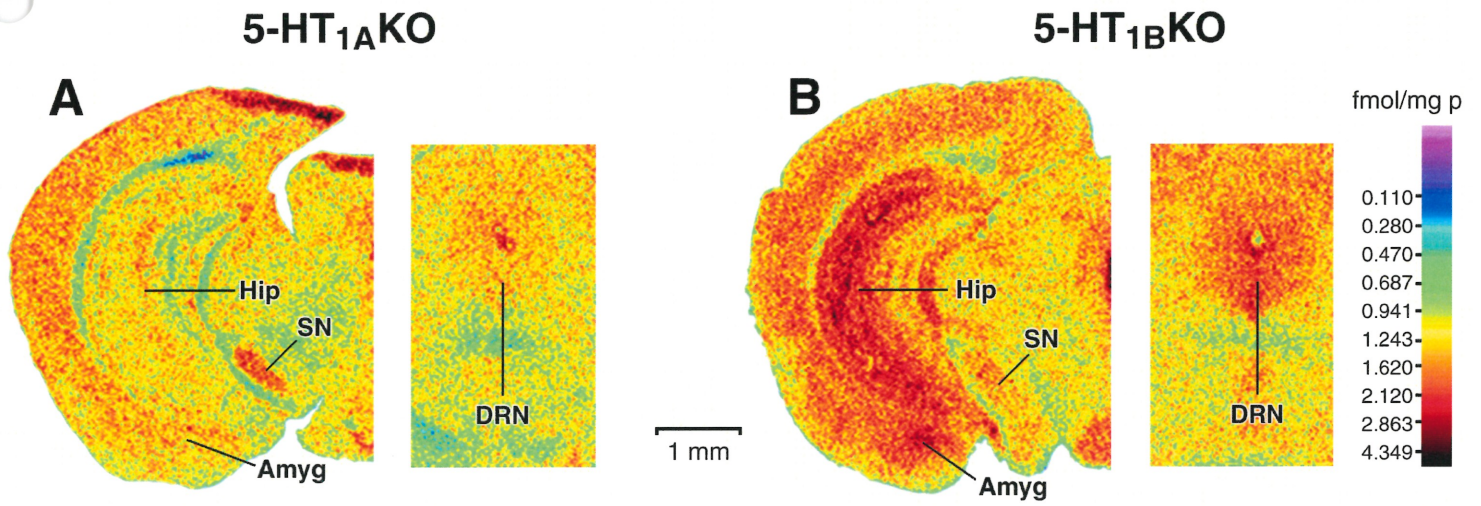 5-HT1AKO
5-HT1BKO
A
B
fmol/mg p
Hip
SN
DRN
Amyg
1 mm
Hip
SN
DRN
Amyg
0.110
0.280
0.470
0.687
0.941
1.243
1.620
2.120
2.863
4.349